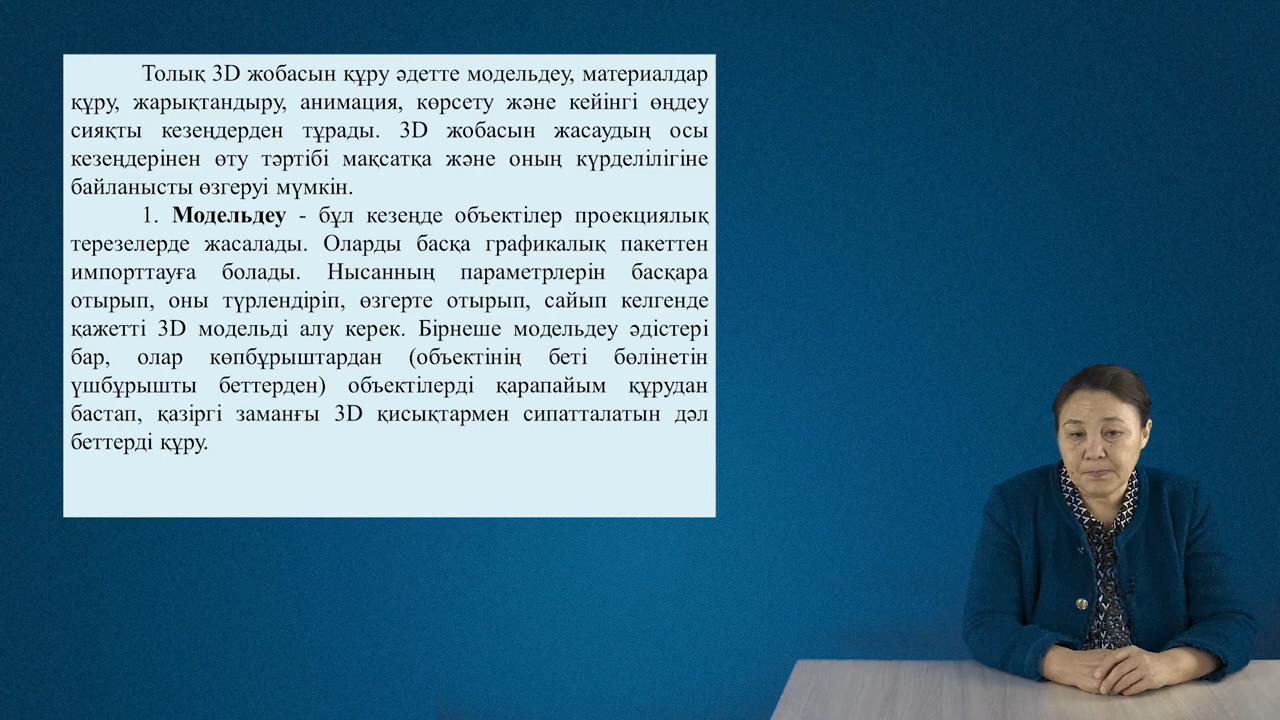 Толық 3D жобасын құру әдетте модельдеу, материалдар
құру, жарықтандыру, анимация, көрсету және кейінгі өңдеу
сияқты кезеңдерден тұрады. 3D жобасын жасаудың осы
кезеңдерінен өту тәртібі мақсатқа және оның күрделілігіне
байланысты өзгеруі мүмкін.
1. Модельдеу - бұл кезеңде объектілер проекциялық
терезелерде жасалады. Оларды басқа графикалық пакеттен
импорттауға болады. Нысанның параметрлерін басқара
отырып, оны түрлендіріп, өзгерте отырып, сайып келгенде
қажетті 3D модельді алу керек. Бірнеше модельдеу әдістері
бар, олар көпбұрыштардан (объектінің беті бөлінетін
үшбұрышты беттерден) объектілерді қарапайым құрудан
бастап, қазіргі заманғы 3D қисықтармен сипатталатын дәл
беттерді құру.